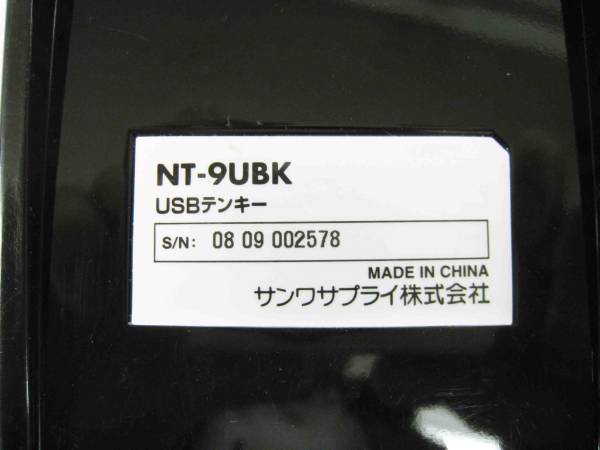 NT-9UBK
USBテンキー
S/N: 08 09 002578
MADE IN CHINA
サンワサプライ株式会社